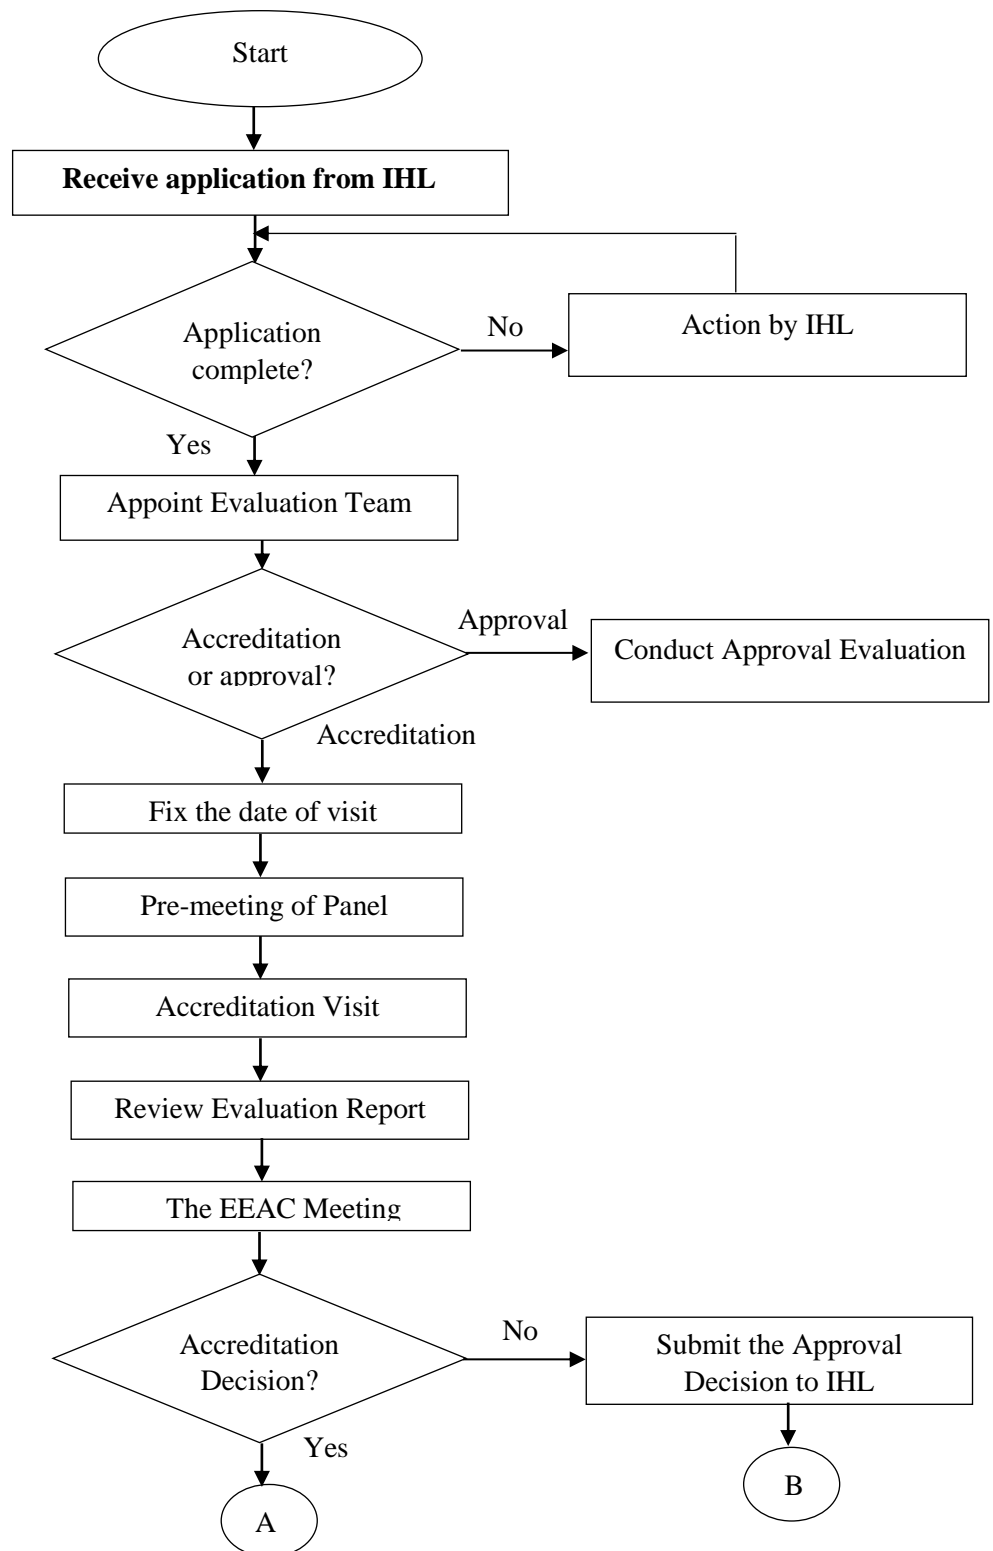 Start
Receive application from IHL
Application
complete?
No
Action by IHL
Yes
Appoint Evaluation Team
Accreditation
or approval?
Approval
Conduct Approval Evaluation
Accreditation
Fix the date of visit
Pre-meeting of Panel
Accreditation Visit
Review Evaluation Report
The EEAC Meeting
Accreditation
Decision?
No
Submit the Approval
Decision to IHL
Yes
B
A